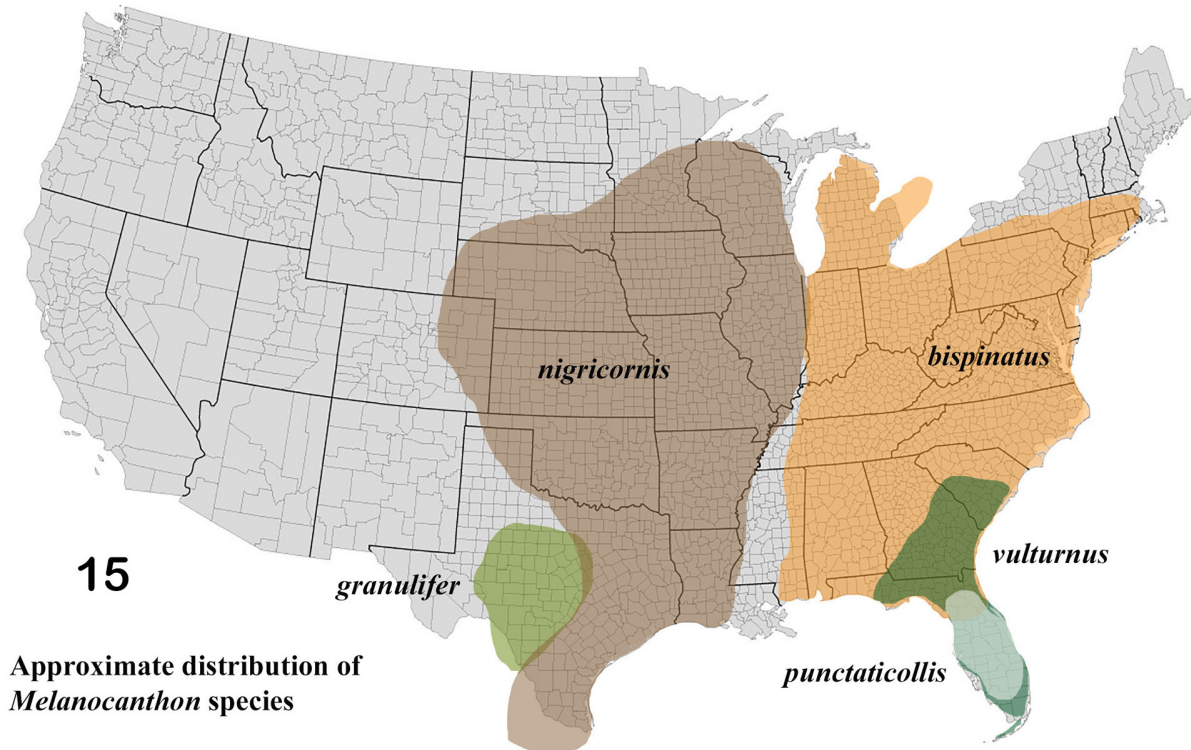 nigricornis
bispinatus
15
granulifer
vulturnus
punctaticollis
Approximate distribution of
Melanocanthon species